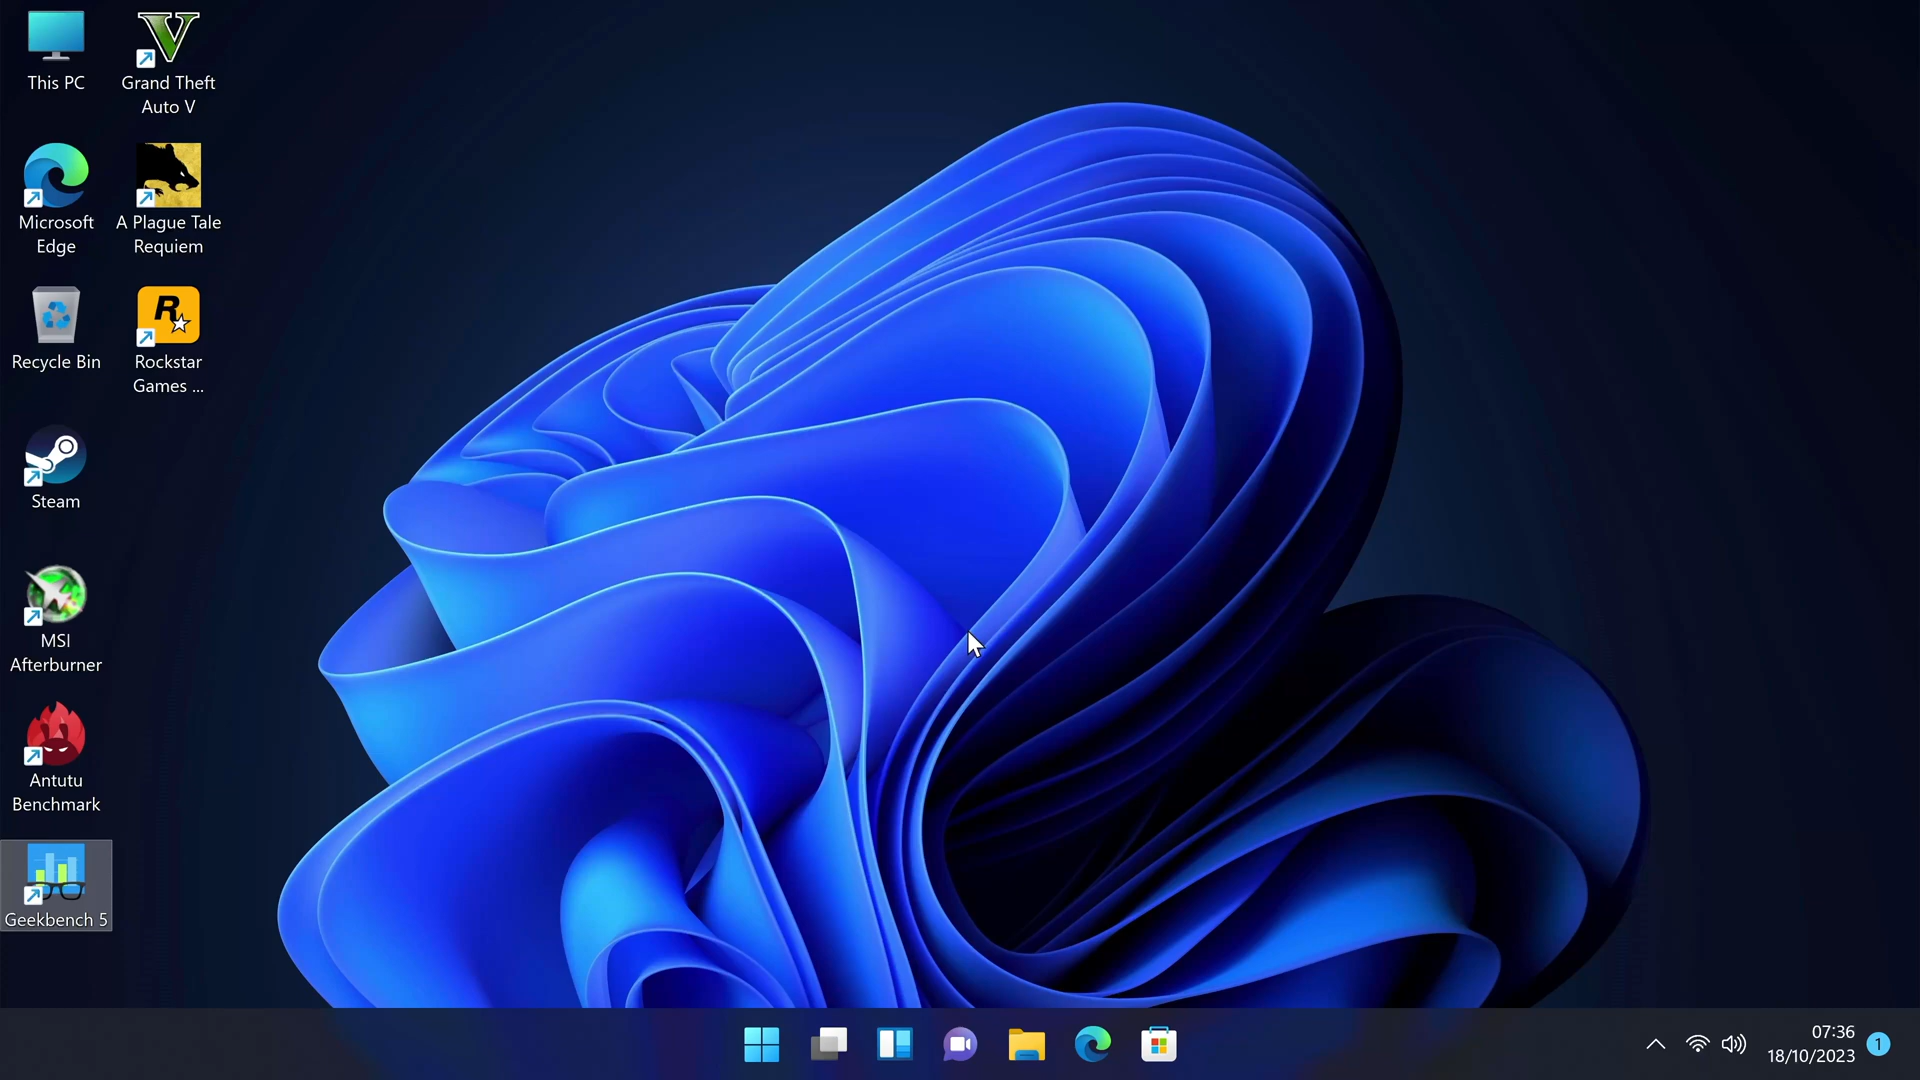 This PC
Grand Theft
Auto V
Microsoft
Edge
A Plague Tale
Requiem
Recycle Bin
R
Rockstar
Games ...
Steam
MSI
Afterburner
Antutu
Benchmark
Geekbench 5
07:36
18/10/2023
1